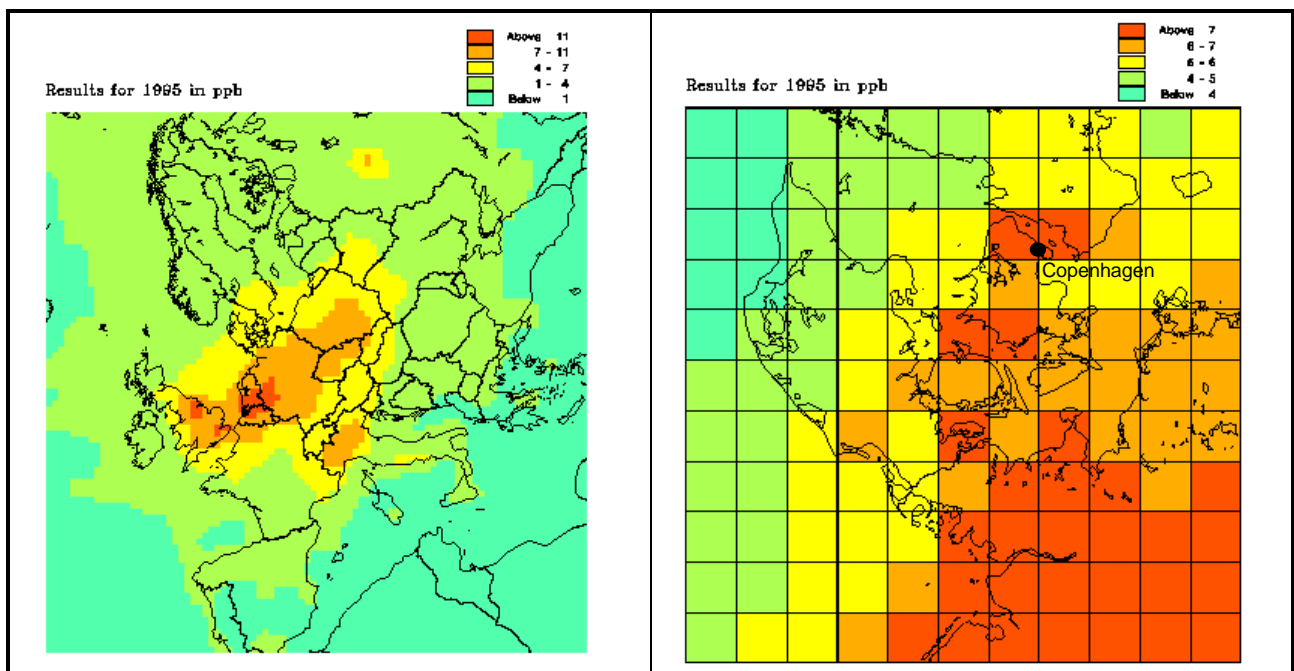 Above 11
7 - 11
4 - 7
1 - 4
Below 1
Results for 1995 in ppb
Above 7
6 - 7
5 - 6
4 - 5
Below 4
Results for 1995 in ppb
Copenhagen